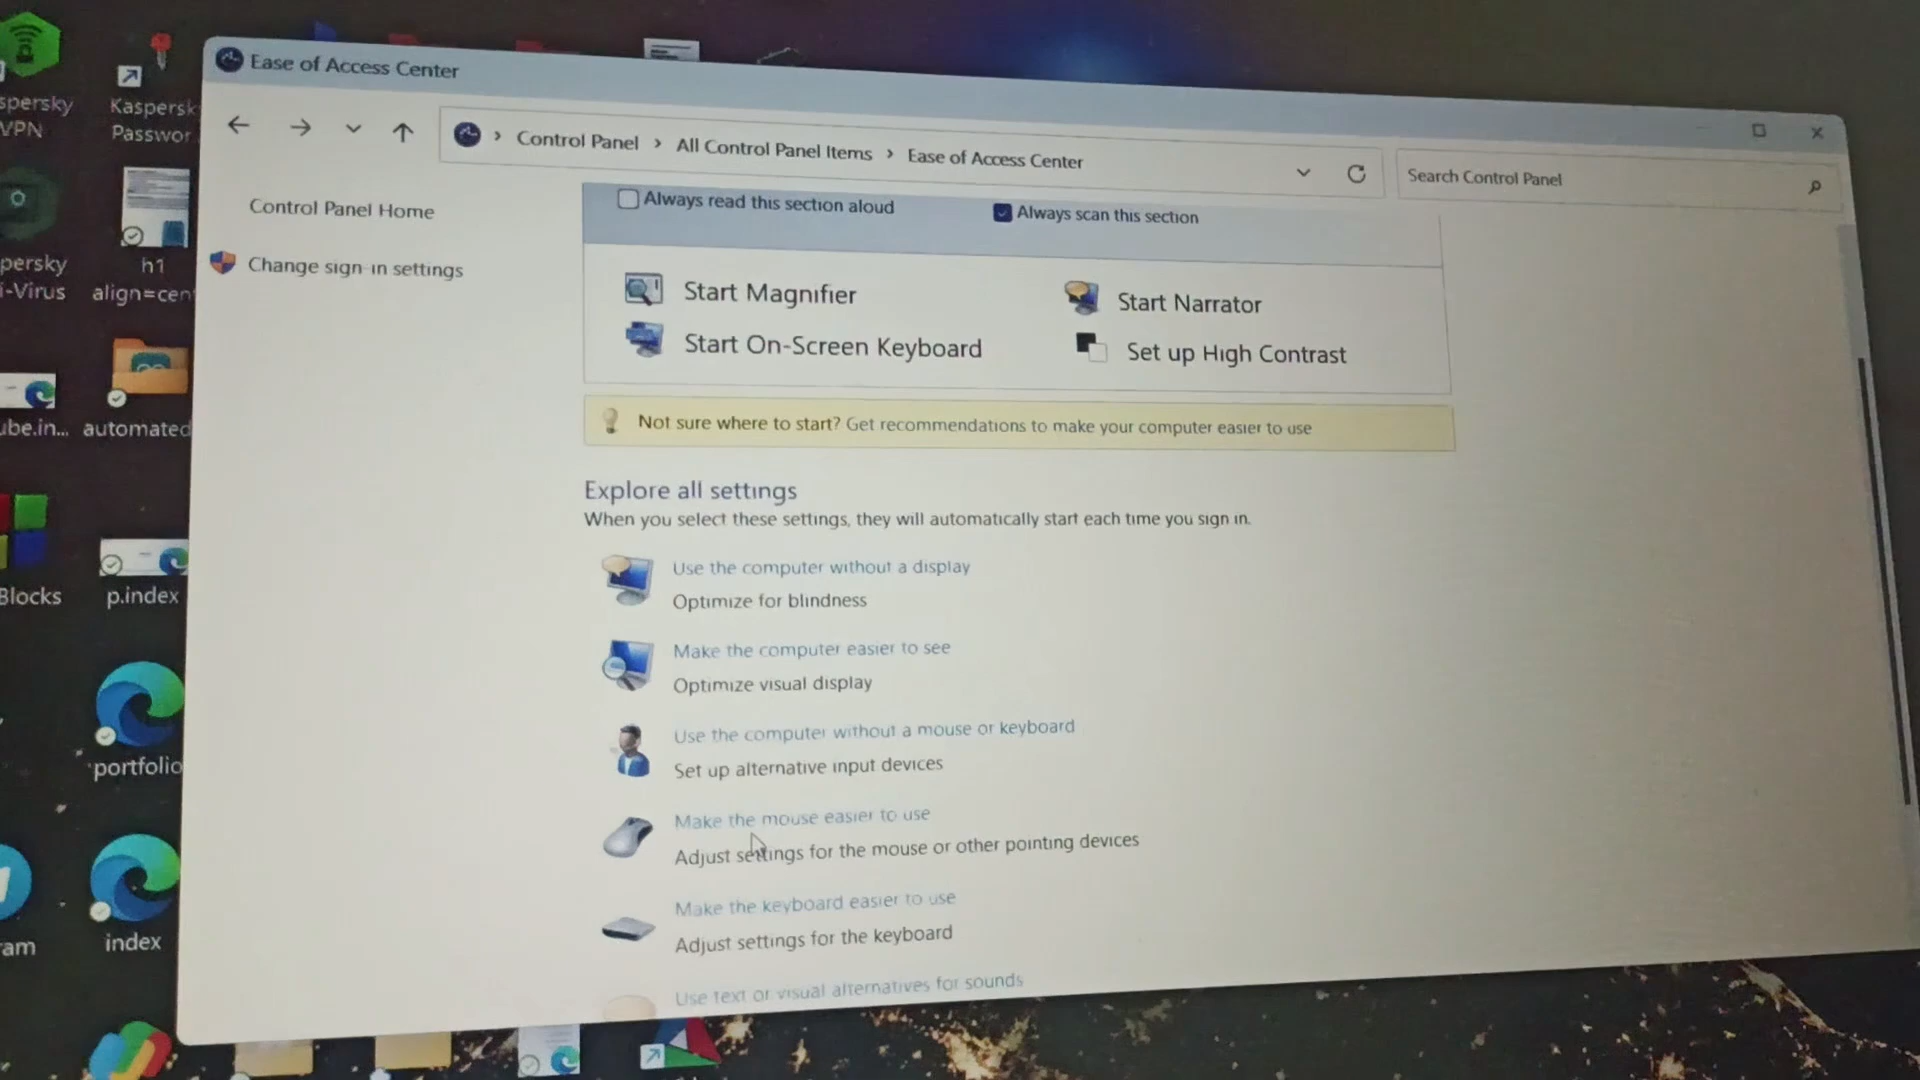 Ease of Access Center
Control Panel > All Control Panel Items > Ease of Access Center
Search Control Panel
Control Panel Home
Change sign-in settings
Always read this section aloud
Always scan this section
Start Magnifier
Start Narrator
Start On-Screen Keyboard
Set up High Contrast
Not sure where to start? Get recommendations to make your computer easier to use
Explore all settings
When you select these settings, they will automatically start each time you sign in.
Use the computer without a display
Optimize for blindness
Make the computer easier to see
Optimize visual display
Use the computer without a mouse or keyboard
Set up alternative input devices
Make the mouse easier to use
Adjust settings for the mouse or other pointing devices
Make the keyboard easier to use
Adjust settings for the keyboard
Use text or visual alternatives for sounds
spersky
VPN
Kaspersk
Passwor
persky
i-Virus
h1
align=cen
ube.in...
automated
Blocks
p.index
portfolio
am
index